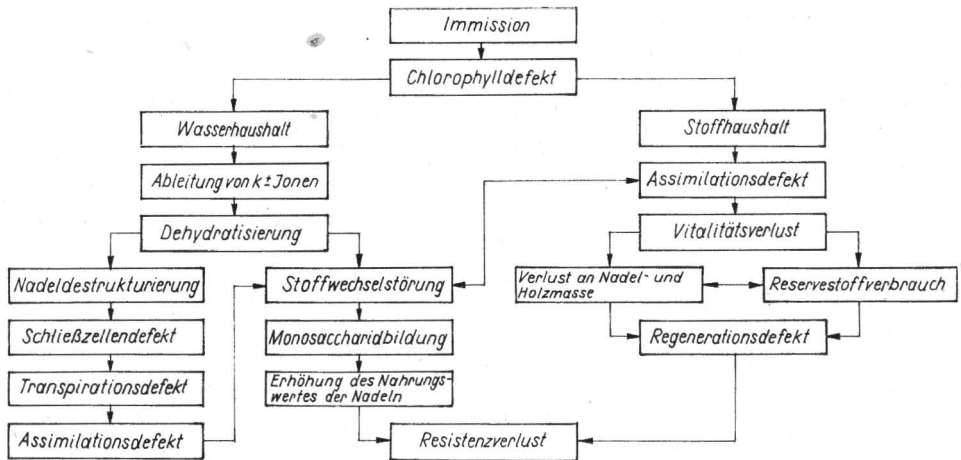 Immission
Chlorophylldefekt
Wasserhaushalt
Stoffhaushalt
Ableitung von k± Jonen
Assimilationsdefekt
Dehydratisierung
Vitalitätsverlust
Nadeldestrukturierung
Stoffwechselstörung
Verlust an Nadel- und
Holzmasse
Reservestoffverbrauch
Schließzellendefekt
Monosaccharidbildung
Regenerationsdefekt
Transpirationsdefekt
Erhöhung des Nahrungs-
wertes der Nadeln
Assimilationsdefekt
Resistenzverlust